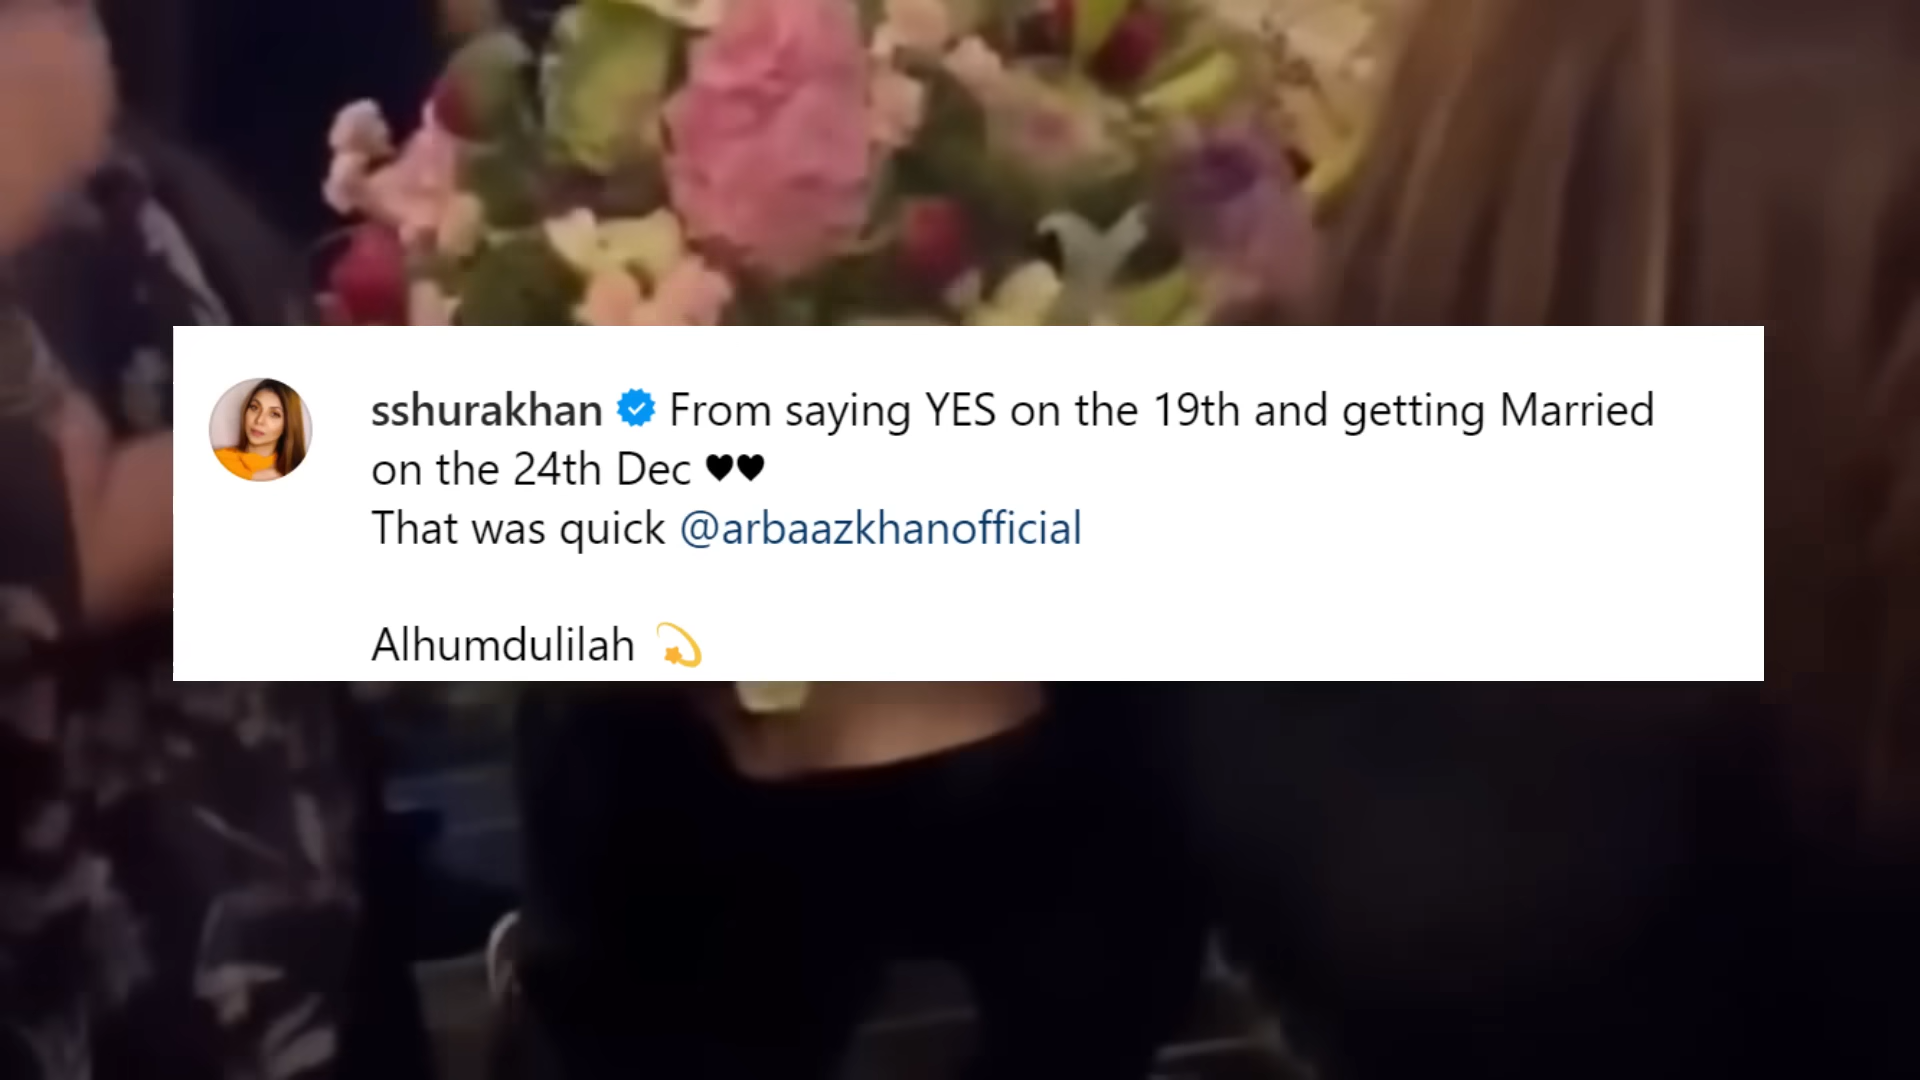 sshurakhan From saying YES on the 19th and getting Married
on the 24th Dec 🖤🖤
That was quick @arbaazkhanofficial
Alhumdulilah 💫